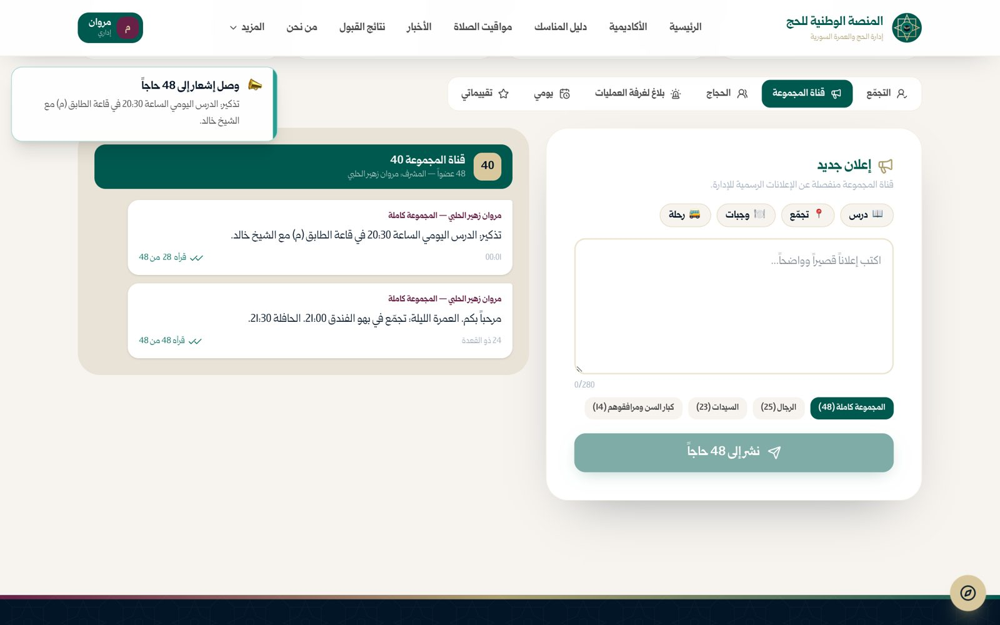 المنصة الوطنية للحج
إدارة الحج والعمرة السورية
الرئيسية
الأكاديمية
دليل المناسك
مواقيت الصلاة
الأخبار
نتائج القبول
من نحن
المزيد
م
مروان
إداري
وصل إشعار إلى 48 حاجاً
تذكير: الدرس اليومي الساعة 20:30 في قاعة الطابق (م) مع
الشيخ خالد.
التجمّع
قناة المجموعة
الحجاج
بلاغ لغرفة العمليات
يومي
تقييماتي
إعلان جديد
قناة المجموعة منفصلة عن الإعلانات الرسمية للإدارة.
درس
تجمّع
وجبات
رحلة
اكتب إعلاناً قصيراً وواضحاً...
0/280
المجموعة كاملة (48)
الرجال (25)
السيدات (23)
كبار السن ومرافقوهم (14)
نشر إلى 48 حاجاً
40
قناة المجموعة 40
48 عضواً — المشرف: مروان زهير الحلبي
مروان زهير الحلبي — المجموعة كاملة
تذكير: الدرس اليومي الساعة 20:30 في قاعة الطابق (م) مع الشيخ خالد.
00:01
قرأه 28 من 48
مروان زهير الحلبي — المجموعة كاملة
مرحباً بكم. العمرة الليلة: تجمّع في بهو الفندق 21:00. الحافلة 21:30.
24 ذو القعدة
قرأه 48 من 48